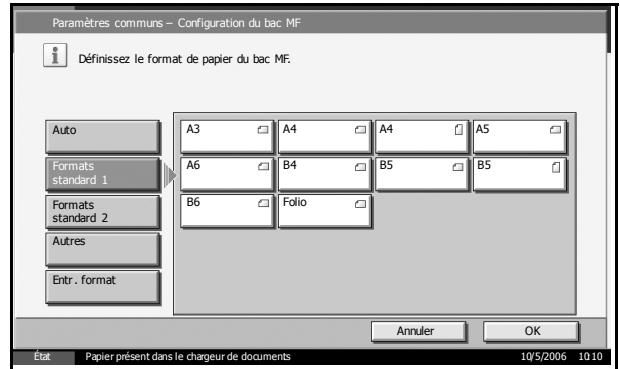 Paramètres communs – Configuration du bac MF
Définissez le format de papier du bac MF.
Auto
Formats
standard 1
Formats
standard 2
Autres
Entr. format
A3 A4 A4 A5
A6 B4 B5 B5
B6 Folio
Annuler OK
État Papier présent dans le chargeur de documents 10/5/2006 10:10